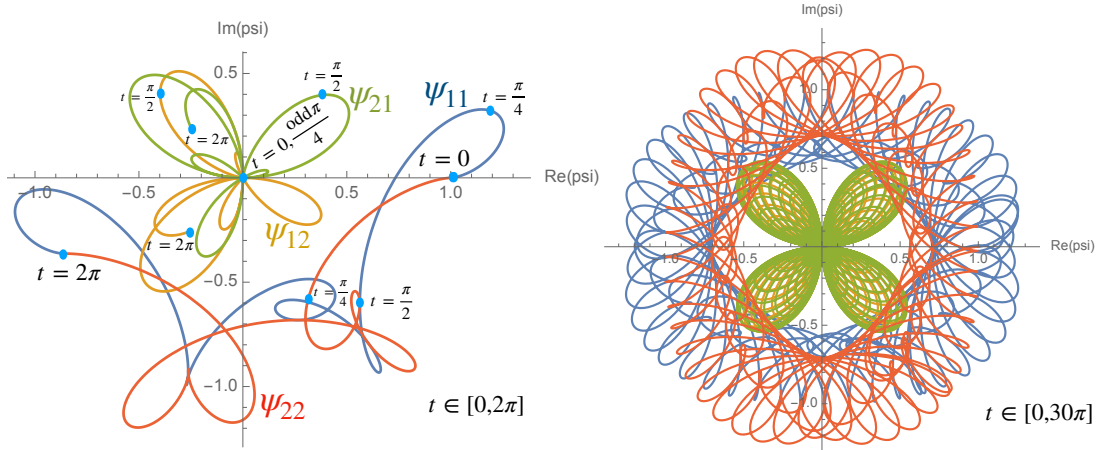 Im(psi)
0.5
t = π/2
t = π/2
ψ21
ψ11
t = π/4
t = 2π
t = 0, oddπ/4
t = 0
-1.0
-0.5
0.5
1.0
Re(psi)
ψ12
t = 2π
t = 2π
-0.5
t = π/4
t = π/2
-1.0
ψ22
t ∈ [0,2π]
Im(psi)
1.0
0.5
-1.0
-0.5
0.5
1.0
Re(psi)
-0.5
-1.0
t ∈ [0,30π]